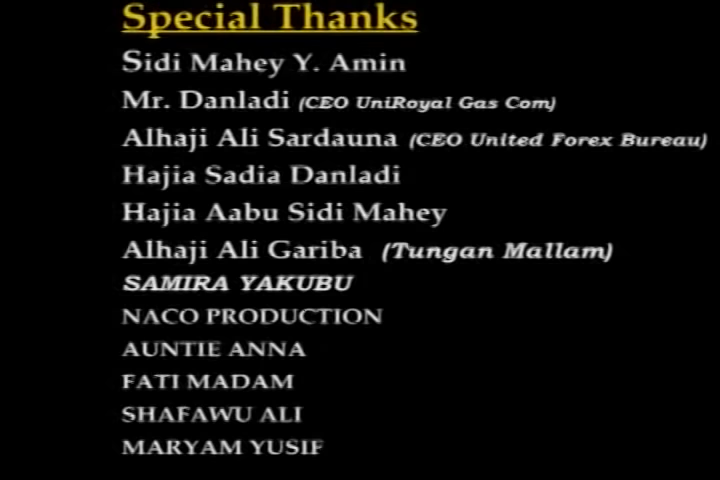 Special Thanks
Sidi Mahey Y. Amin
Mr. Danladi (CEO UniRoyal Gas Com)
Alhaji Ali Sardauna (CEO United Forex Bureau)
Hajia Sadia Danladi
Hajia Aabu Sidi Mahey
Alhaji Ali Gariba (Tungan Mallam)
SAMIRA YAKUBU
NACO PRODUCTION
AUNTIE ANNA
FATI MADAM
SHAFAWU ALI
MARYAM YUSIF